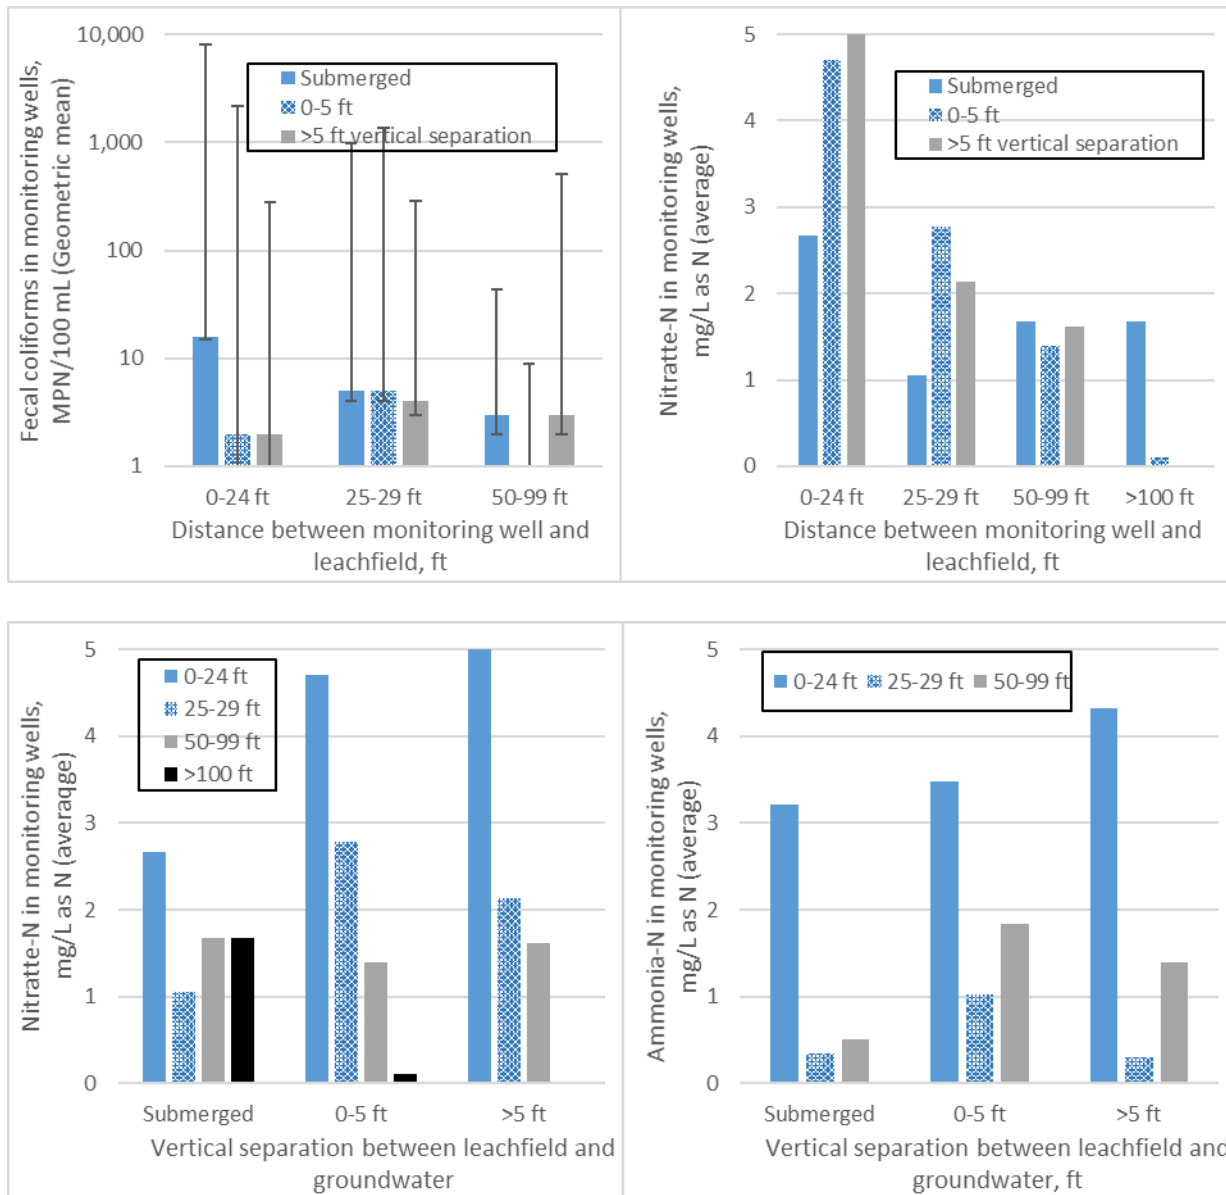 Fecal coliforms in monitoring wells,
MPN/100 mL (Geometric mean)
10,000
1,000
100
10
1
Submerged
0-5 ft
>5 ft vertical separation
0-24 ft 25-29 ft 50-99 ft
Distance between monitoring well and
leachfield, ft
Nitratte-N in monitoring wells,
mg/L as N (average)
5
4
3
2
1
0
Submerged
0-5 ft
>5 ft vertical separation
0-24 ft 25-29 ft 50-99 ft >100 ft
Distance between monitoring well and
leachfield, ft
Nitratte-N in monitoring wells,
mg/L as N (averaqge)
5
4
3
2
1
0
0-24 ft
25-29 ft
50-99 ft
>100 ft
Submerged 0-5 ft >5 ft
Vertical separation between leachfield and
groundwater
Ammonia-N in monitoring wells,
mg/L as N (average)
5
4
3
2
1
0
0-24 ft 25-29 ft 50-99 ft
Submerged 0-5 ft >5 ft
Vertical separation between leachfield and
groundwater, ft